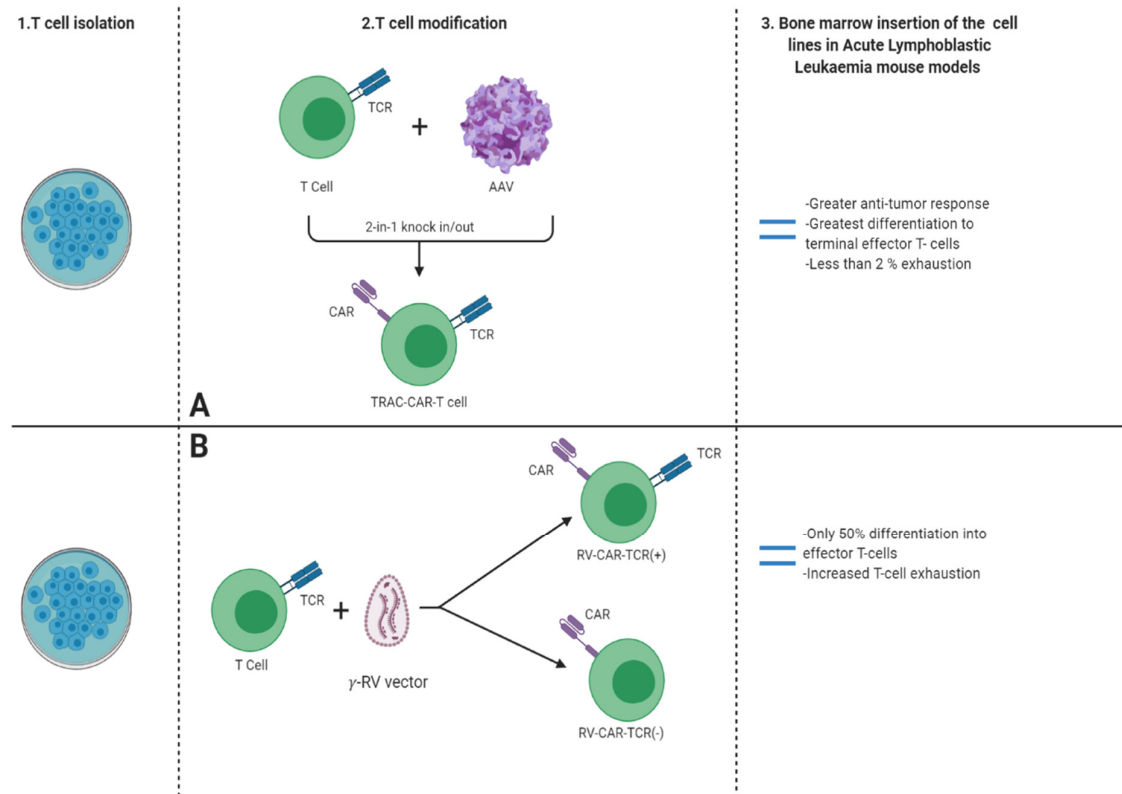 1.T cell isolation
2.T cell modification
3. Bone marrow insertion of the cell
lines in Acute Lymphoblastic
Leukaemia mouse models
TCR
+
T Cell
AAV
2-in-1 knock in/out
CAR
TCR
TRAC-CAR-T cell
A
-Greater anti-tumor response
-Greatest differentiation to
terminal effector T- cells
-Less than 2 % exhaustion
B
TCR
+
T Cell
γ-RV vector
CAR
TCR
RV-CAR-TCR(+)
CAR
RV-CAR-TCR(-)
-Only 50% differentiation into
effector T-cells
-Increased T-cell exhaustion